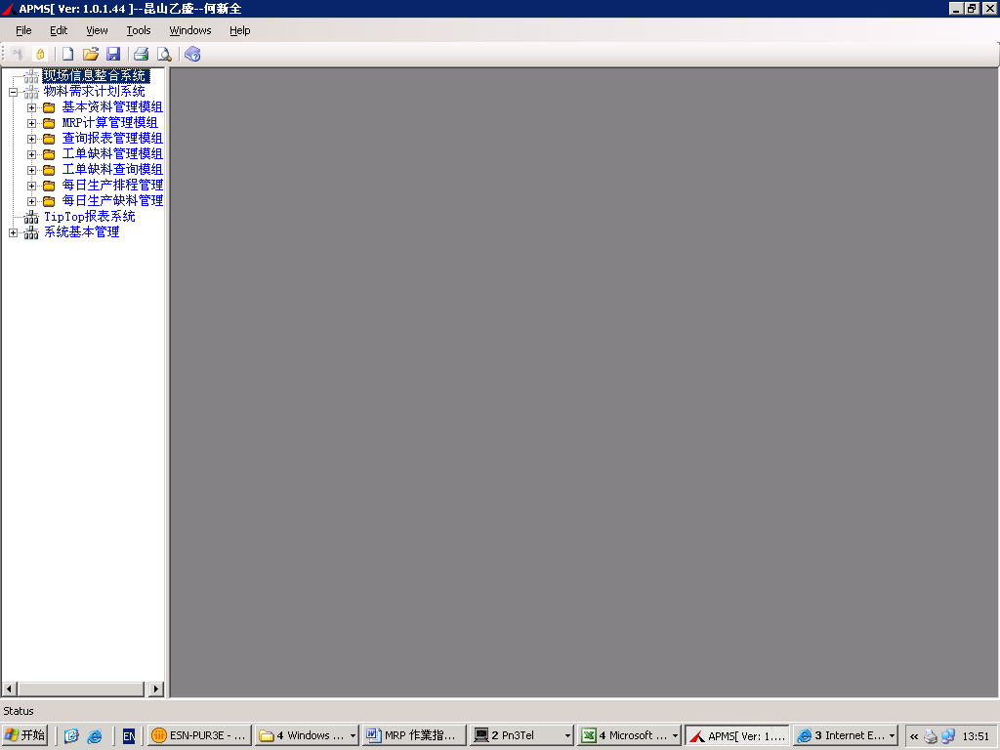 APMS[ Ver: 1.0.1.44 ]--昆山乙盛--何新全
File Edit View Tools Windows Help
现场信息整合系统
物料需求计划系统
基本资料管理模组
MRP计算管理模组
查询报表管理模组
工单缺料管理模组
工单缺料查询模组
每日生产排程管理
每日生产缺料管理
TipTop报表系统
系统基本管理
Status
开始 EN ESN-PUR3E - ... 4 Windows ... MRP 作業指... 2 Pn3Tel 4 Microsoft ... APMS[ Ver: 1.... 3 Internet E... « 13:51